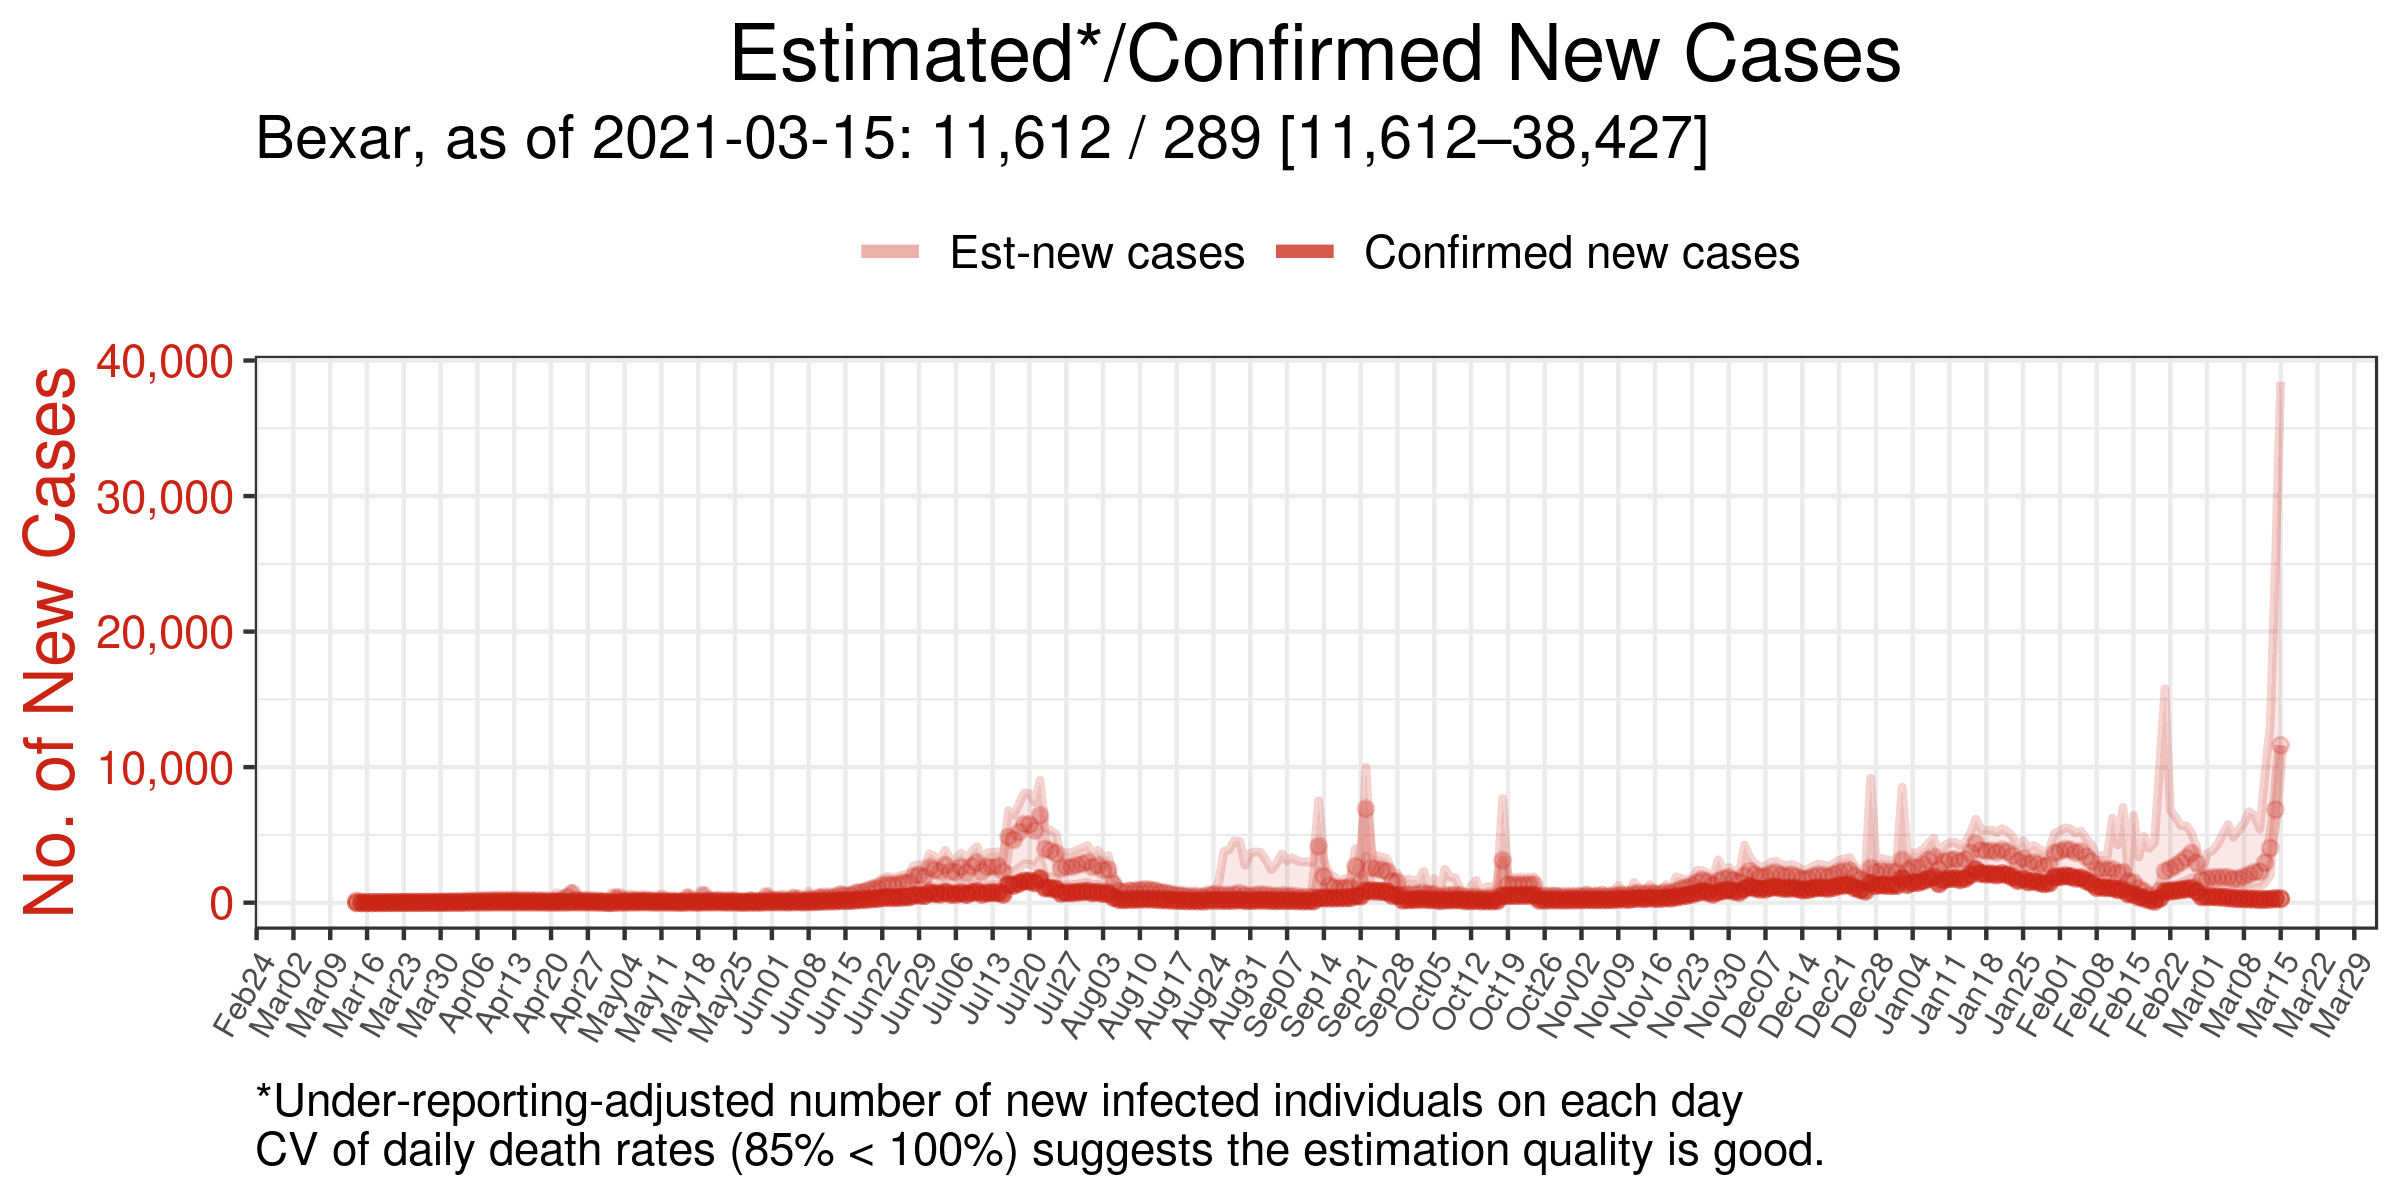 Estimated*/Confirmed New Cases
Bexar, as of 2021-03-15: 11,612 / 289 [11,612–38,427]
Est-new cases
Confirmed new cases
No. of New Cases
40,000
30,000
20,000
10,000
0
Feb24
Mar02
Mar09
Mar16
Mar23
Mar30
Apr06
Apr13
Apr20
Apr27
May04
May11
May18
May25
Jun01
Jun08
Jun15
Jun22
Jun29
Jul06
Jul13
Jul20
Jul27
Aug03
Aug10
Aug17
Aug24
Aug31
Sep07
Sep14
Sep21
Sep28
Oct05
Oct12
Oct19
Oct26
Nov02
Nov09
Nov16
Nov23
Nov30
Dec07
Dec14
Dec21
Dec28
Jan04
Jan11
Jan18
Jan25
Feb01
Feb08
Feb15
Feb22
Mar01
Mar08
Mar15
Mar22
Mar29
*Under-reporting-adjusted number of new infected individuals on each day
CV of daily death rates (85% < 100%) suggests the estimation quality is good.